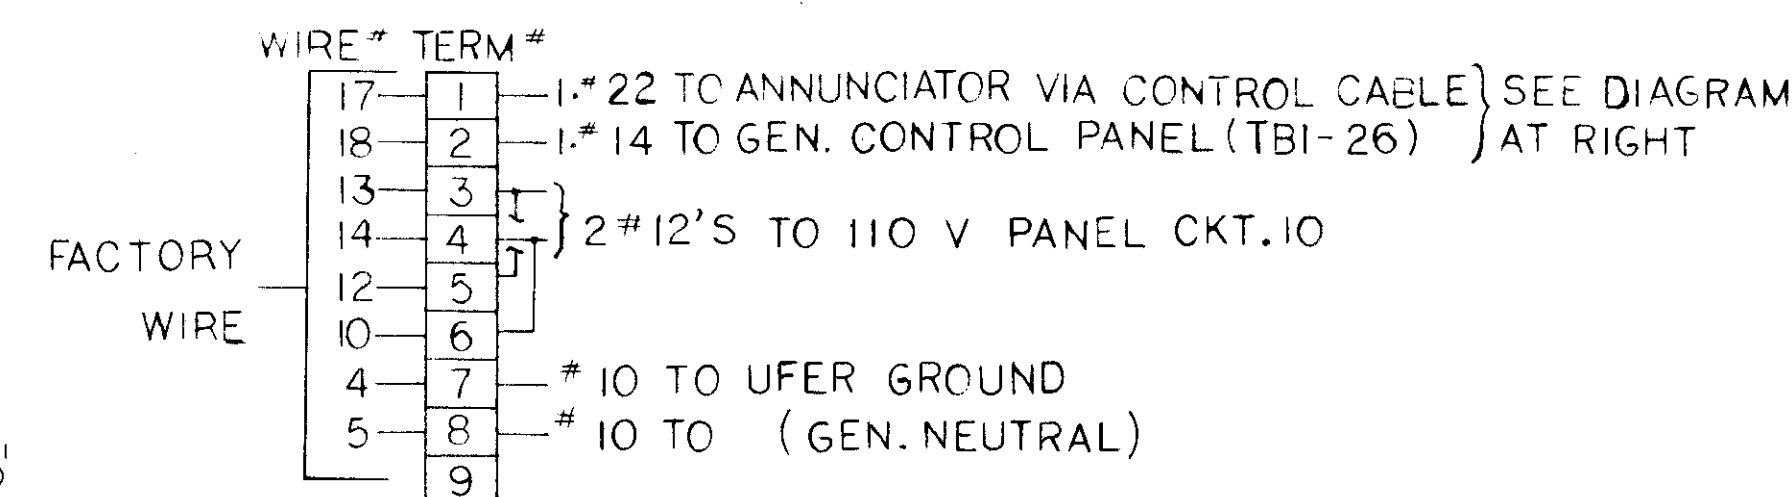 WIRE# TERM#
17 1 1.#22 TO ANNUNCIATOR VIA CONTROL CABLE } SEE DIAGRAM
18 2 1.#14 TO GEN. CONTROL PANEL (TB1-26) AT RIGHT
13 3
14 4 2 #12'S TO 110 V PANEL CKT. 10
FACTORY
12 5
WIRE
10 6
4 7 #10 TO UFER GROUND
5 8 #10 TO (GEN. NEUTRAL)
9